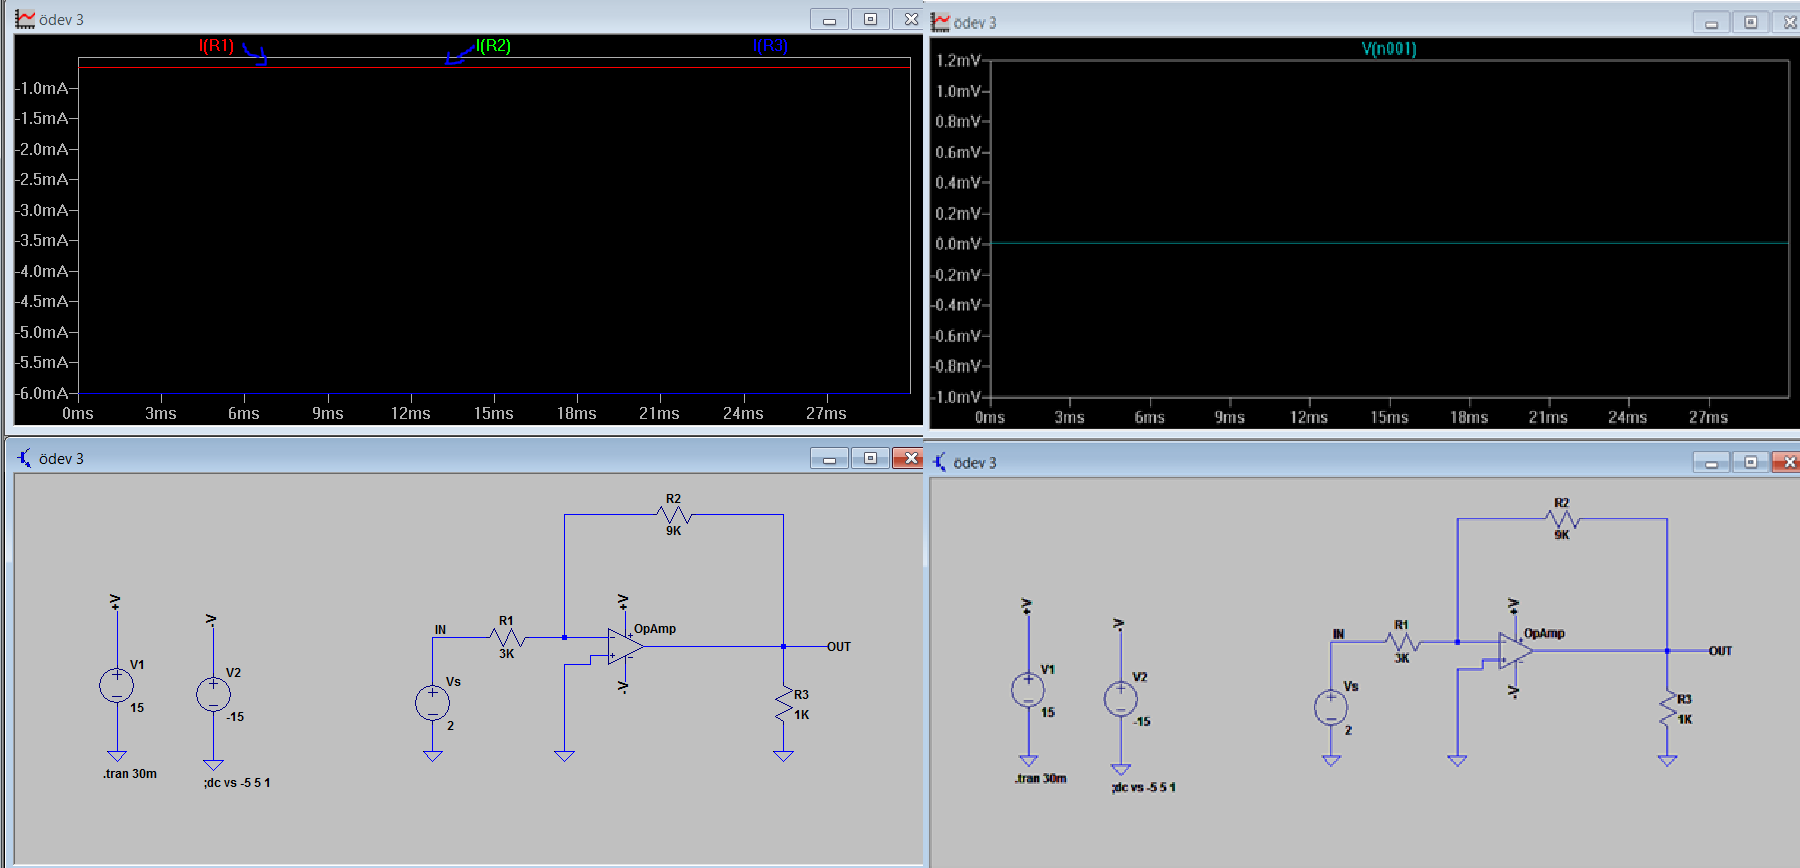 ödev 3
I(R1) I(R2) I(R3)
-1.0mA
-1.5mA
-2.0mA
-2.5mA
-3.0mA
-3.5mA
-4.0mA
-4.5mA
-5.0mA
-5.5mA
-6.0mA
0ms 3ms 6ms 9ms 12ms 15ms 18ms 21ms 24ms 27ms
ödev 3
V(n001)
1.2mV
1.0mV
0.8mV
0.6mV
0.4mV
0.2mV
0.0mV
-0.2mV
-0.4mV
-0.6mV
-0.8mV
-1.0mV
0ms 3ms 6ms 9ms 12ms 15ms 18ms 21ms 24ms 27ms
ödev 3
R2
9K
+V
-V
+V
IN
R1
3K
OpAmp
OUT
-V
V1
15
V2
-15
Vs
2
R3
1K
.tran 30m
;dc vs -5 5 1
ödev 3
R2
9K
+V
-V
+V
IN
R1
3K
OpAmp
OUT
-V
V1
15
V2
-15
Vs
2
R3
1K
.tran 30m
;dc vs -5 5 1